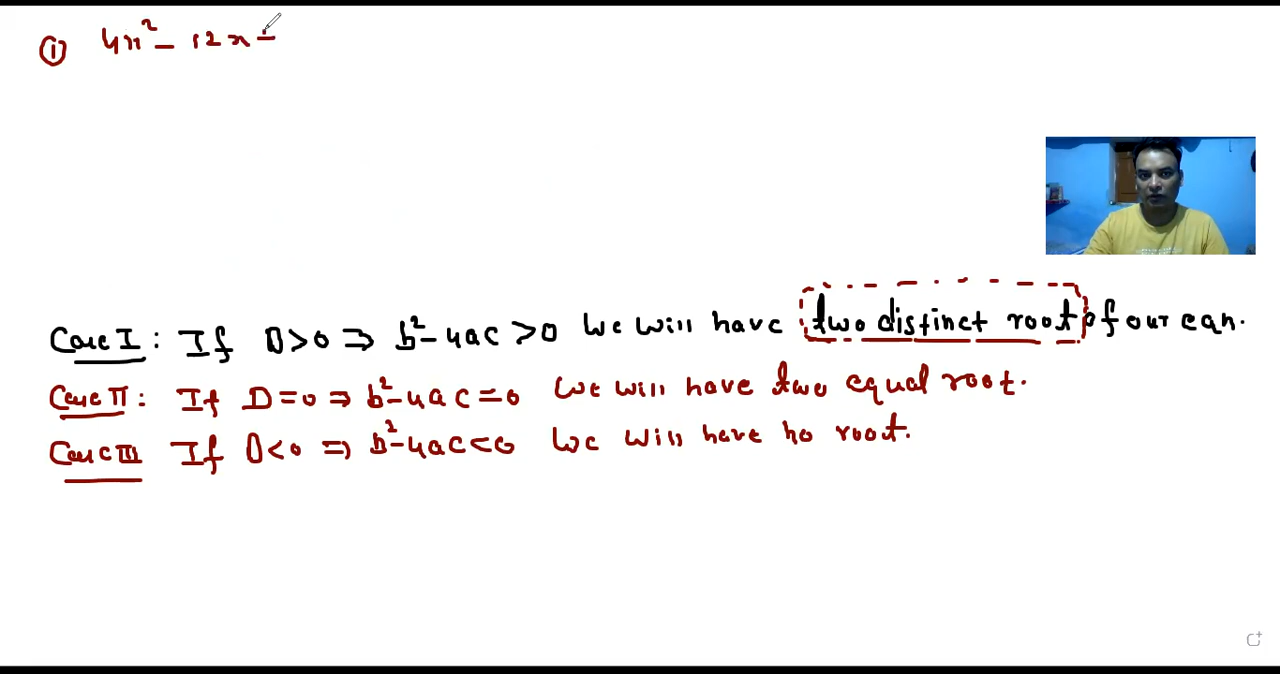 ① 4x² - 12x -
Case I : If D>0 ⇒ b²-4ac >0 We will have two distinct root of our eqn.
Case II : If D=0 ⇒ b²-4ac=0 We will have two equal root.
Case III If D<0 ⇒ b²-4ac<0 We will have no root.